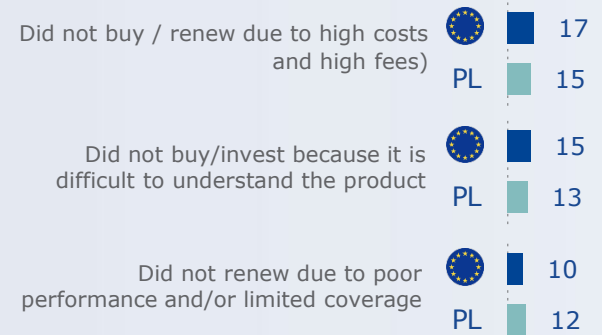 Did not buy / renew due to high costs
and high fees)
17
PL 15
Did not buy/invest because it is
difficult to understand the product
15
PL 13
Did not renew due to poor
performance and/or limited coverage
10
PL 12